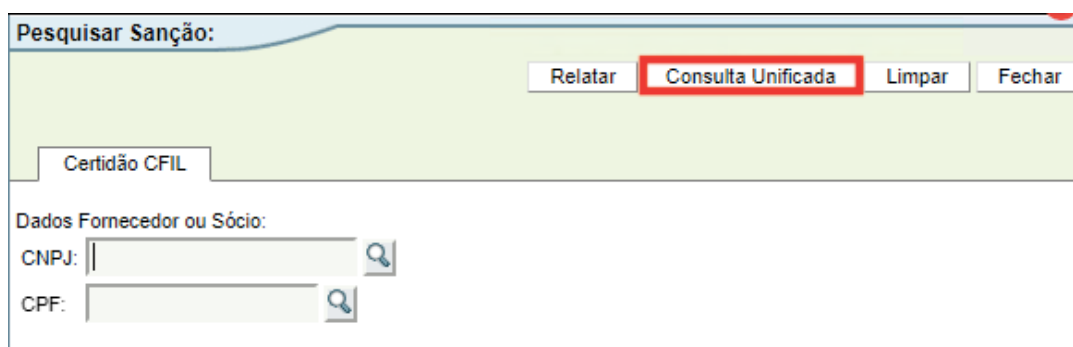 Pesquisar Sanção:
Relatar Consulta Unificada Limpar Fechar
Certidão CFIL
Dados Fornecedor ou Sócio:
CNPJ:
CPF: